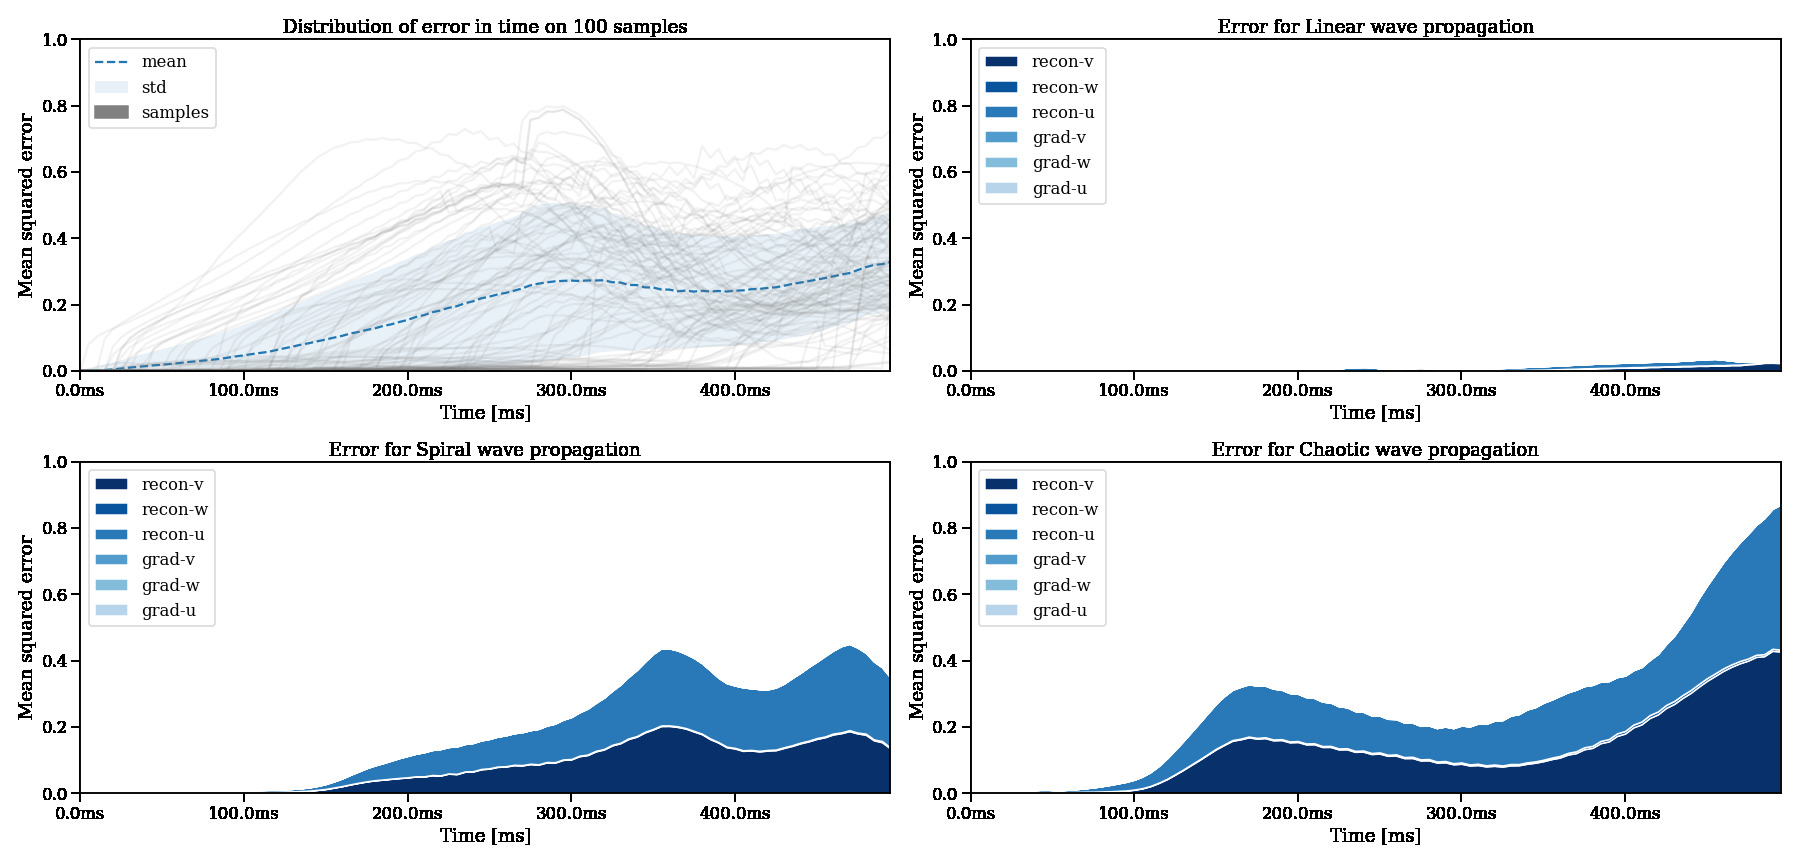 Distribution of error in time on 100 samples
1.0
0.8
0.6
0.4
0.2
0.0
Mean squared error
mean
std
samples
0.0ms 100.0ms 200.0ms 300.0ms 400.0ms
Time [ms]
Error for Linear wave propagation
1.0
0.8
0.6
0.4
0.2
0.0
Mean squared error
recon-v
recon-w
recon-u
grad-v
grad-w
grad-u
0.0ms 100.0ms 200.0ms 300.0ms 400.0ms
Time [ms]
Error for Spiral wave propagation
1.0
0.8
0.6
0.4
0.2
0.0
Mean squared error
recon-v
recon-w
recon-u
grad-v
grad-w
grad-u
0.0ms 100.0ms 200.0ms 300.0ms 400.0ms
Time [ms]
Error for Chaotic wave propagation
1.0
0.8
0.6
0.4
0.2
0.0
Mean squared error
recon-v
recon-w
recon-u
grad-v
grad-w
grad-u
0.0ms 100.0ms 200.0ms 300.0ms 400.0ms
Time [ms]